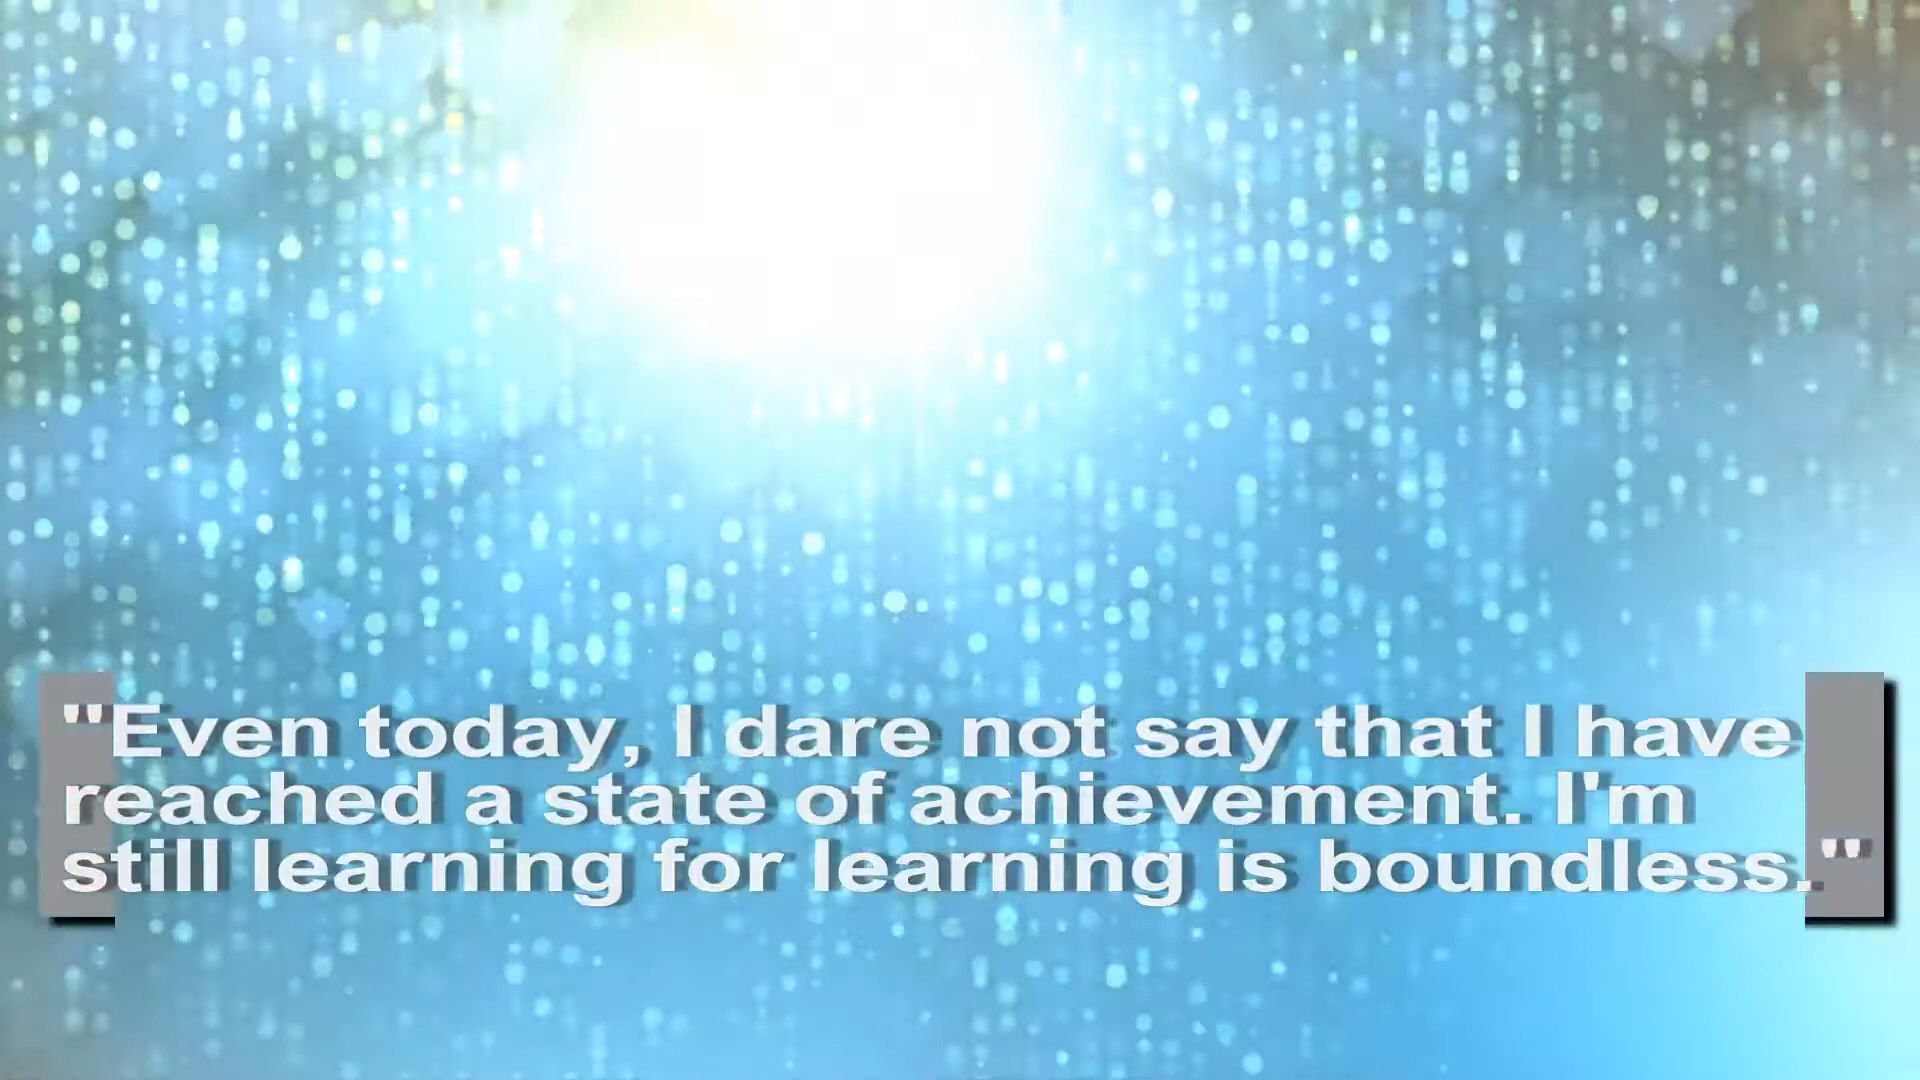 "Even today, I dare not say that I have
reached a state of achievement. I'm
still learning for learning is boundless."